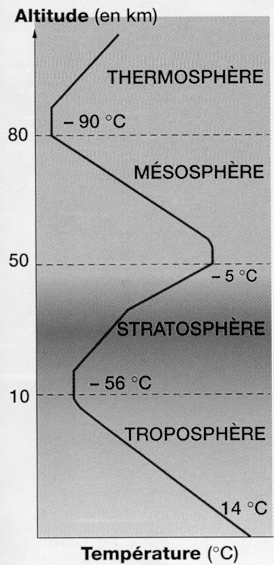 Altitude (en km)
THERMOSPHÈRE
– 90 °C
80
MÉSOSPHÈRE
50
– 5 °C
STRATOSPHÈRE
– 56 °C
10
TROPOSPHÈRE
14 °C
Température (°C)